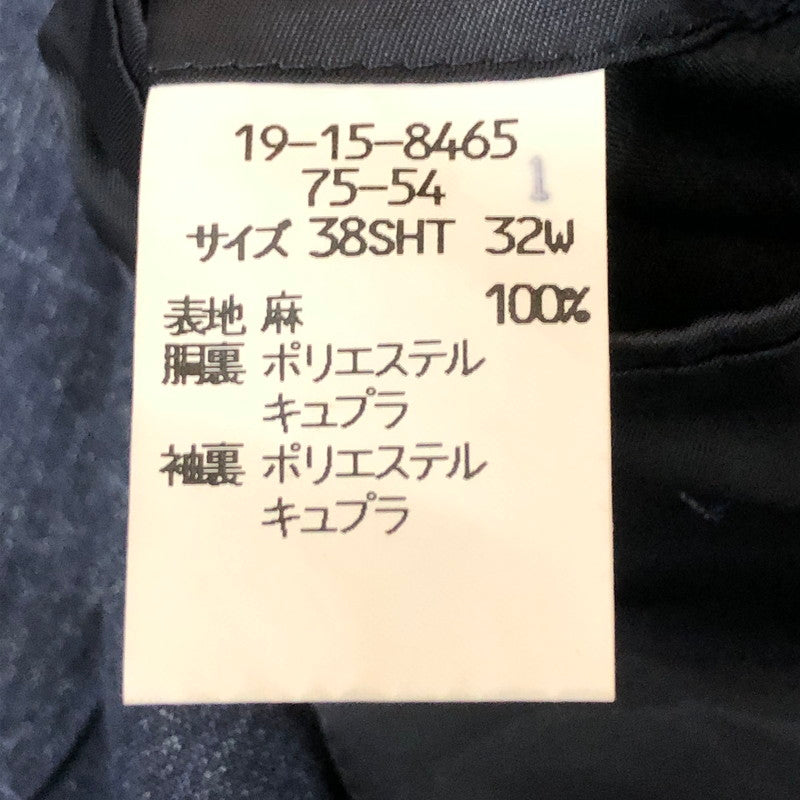 19-15-8465
75-54 1
サイズ 38SHT 32W
表地 麻 100%
胴裏 ポリエステル
キュプラ
袖裏 ポリエステル
キュプラ